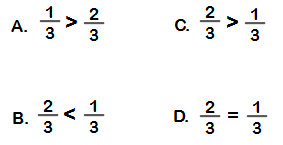 A. 1/3 > 2/3
C. 2/3 > 1/3
B. 2/3 < 1/3
D. 2/3 = 1/3